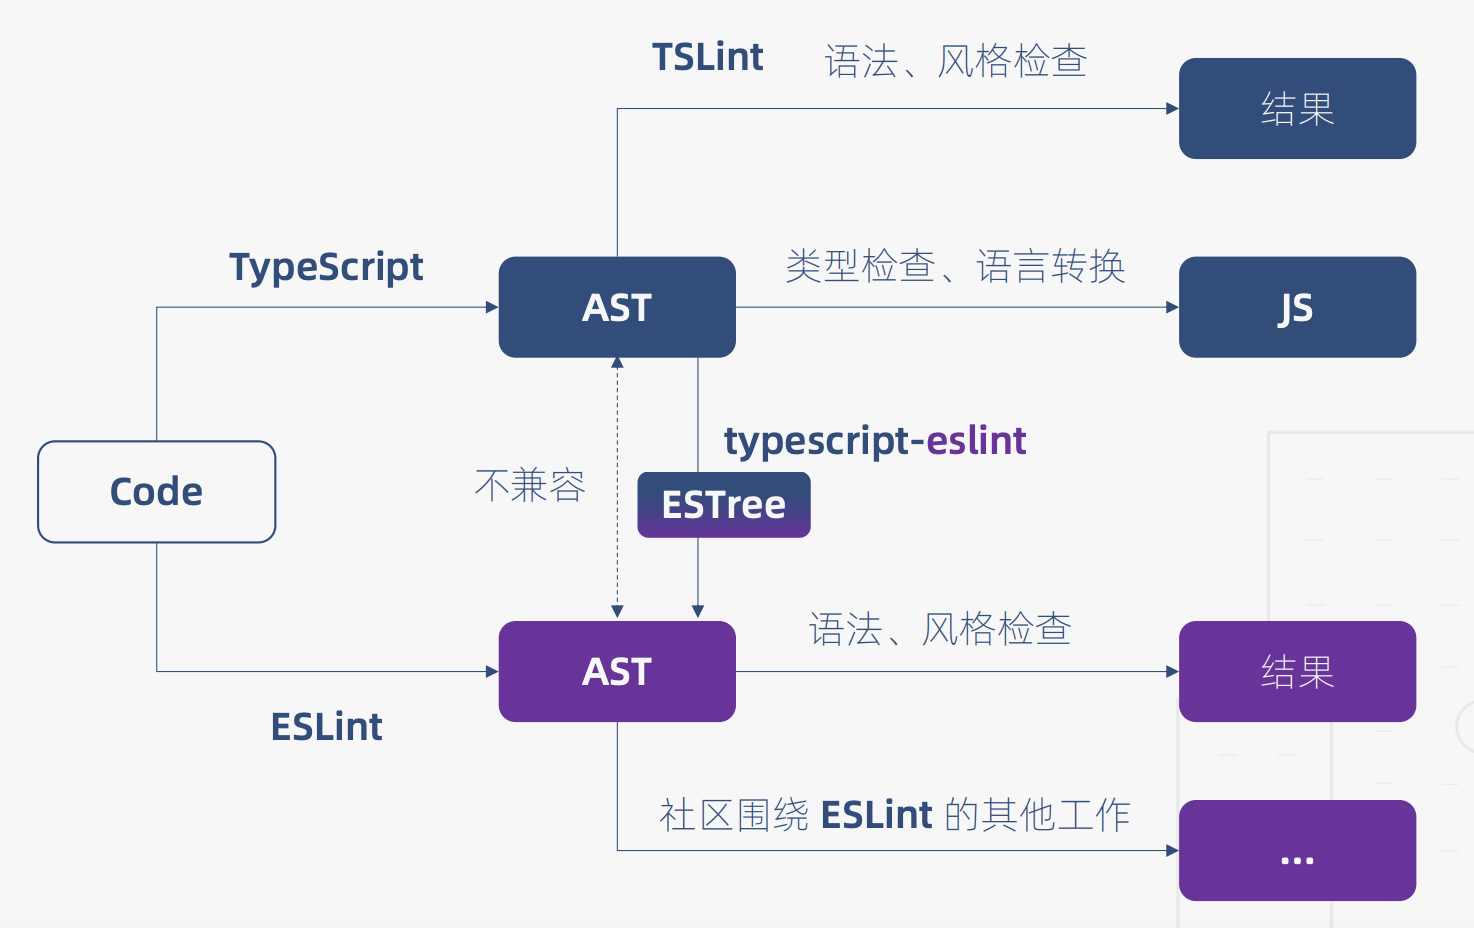 TSLint 语法、风格检查
结果
TypeScript
AST
类型检查、语言转换
JS
Code
不兼容
typescript-eslint
ESTree
ESLint
AST
语法、风格检查
结果
社区围绕 ESLint 的其他工作
...